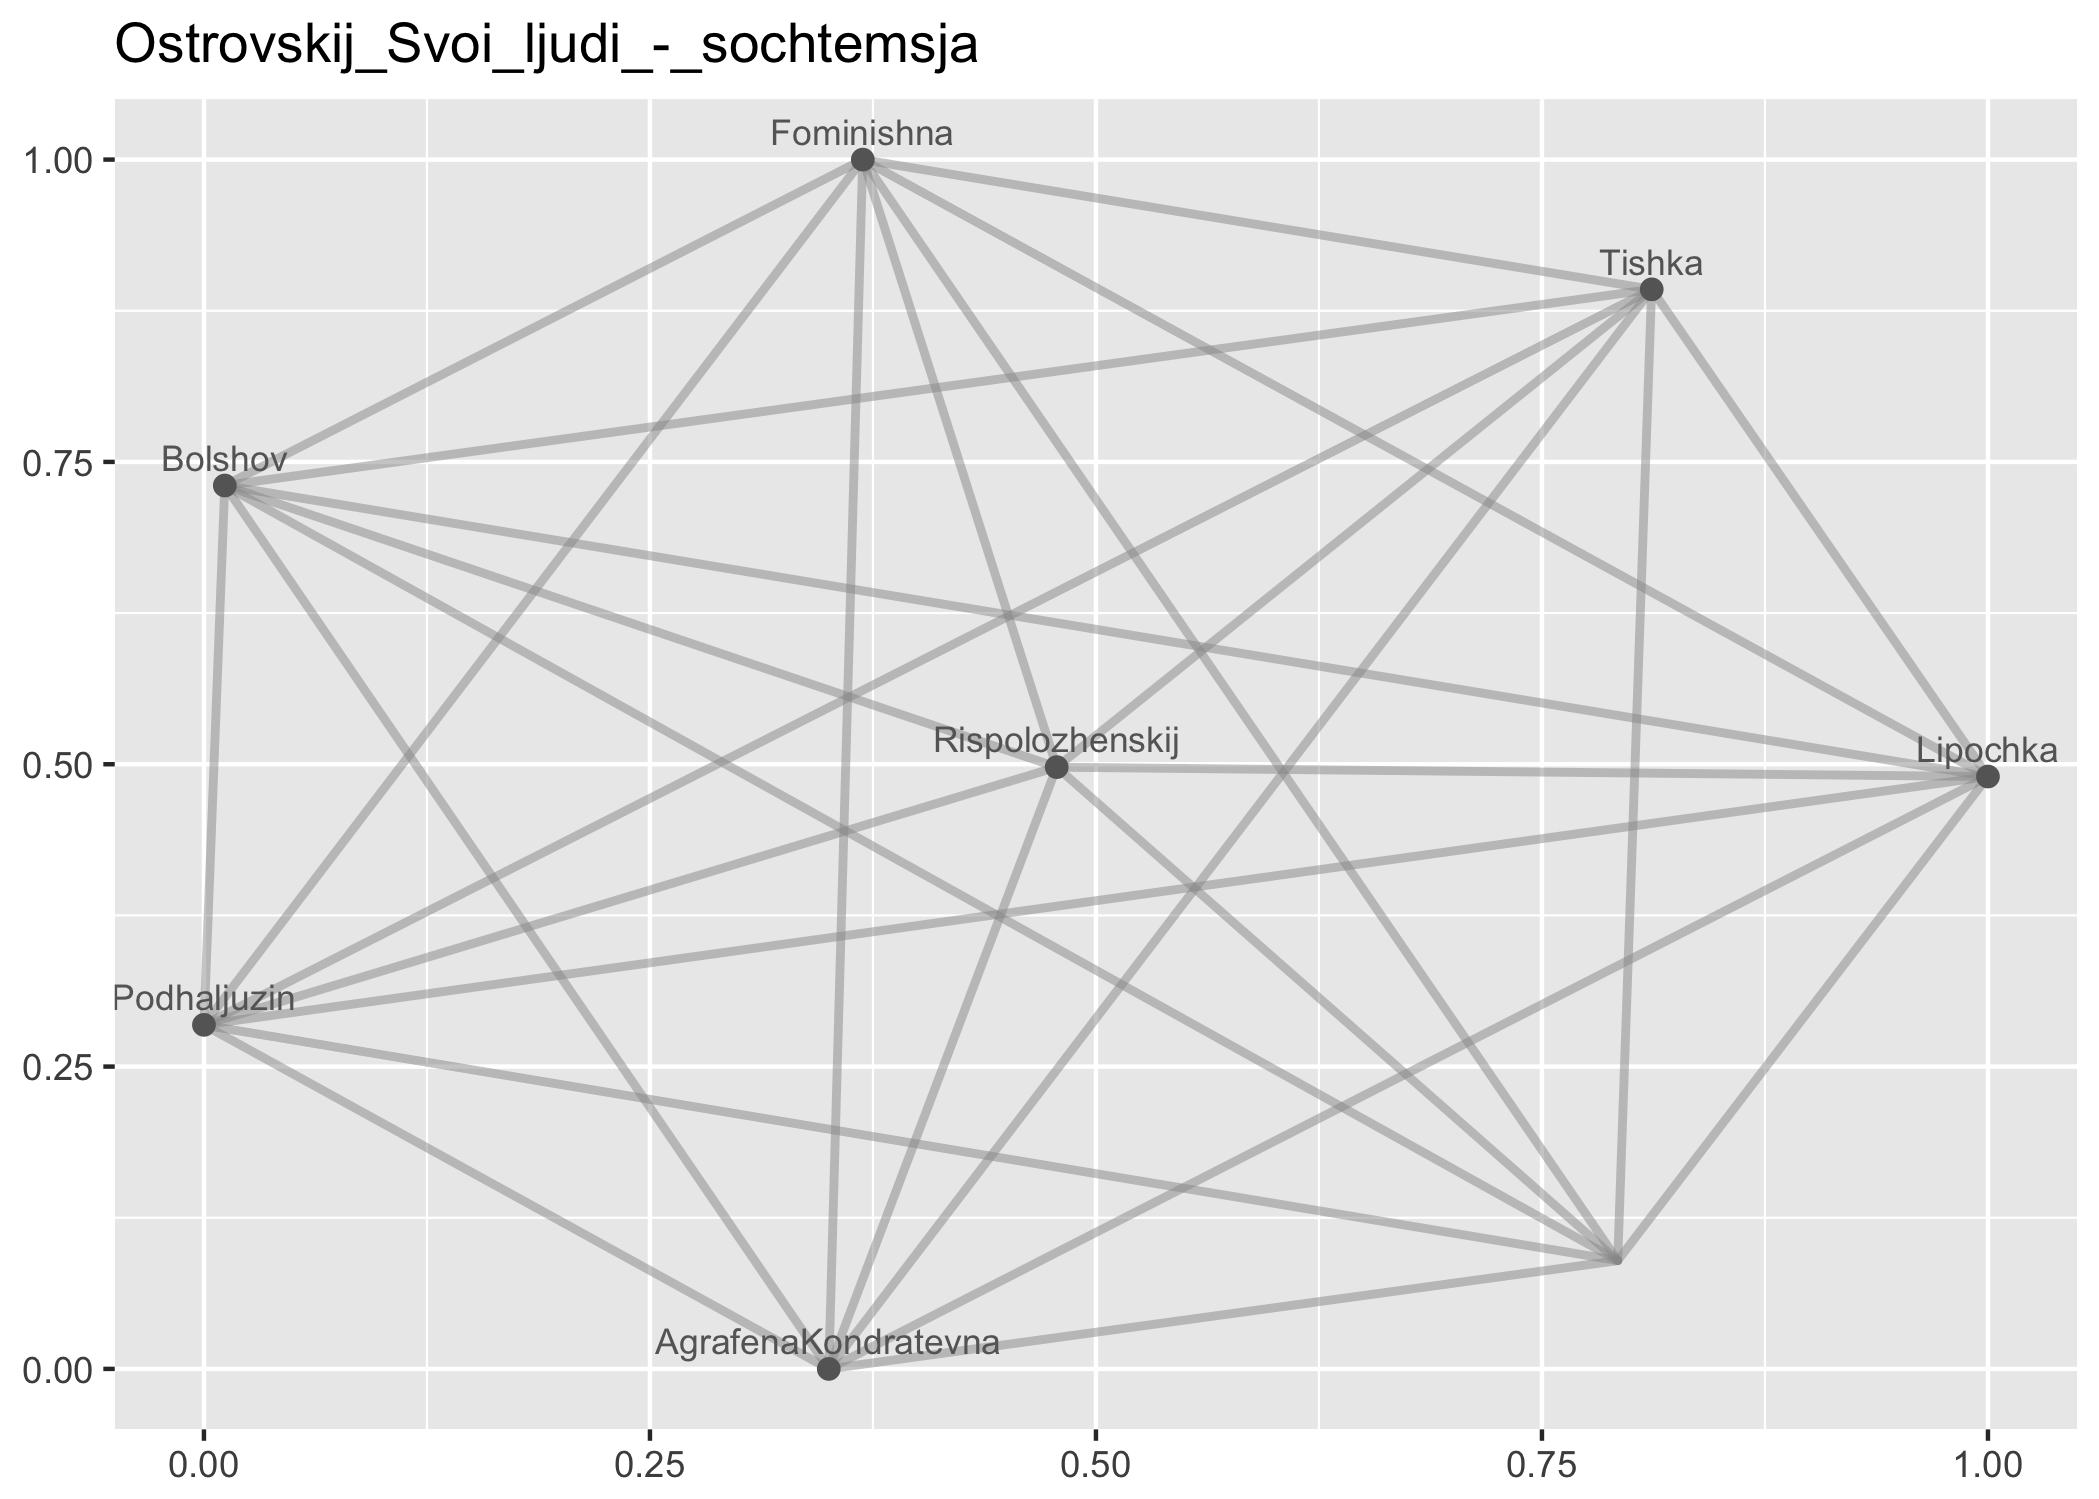 Ostrovskij_Svoi_ljudi_-_sochtemsja
Fominishna
1.00
Tishka
Bolshov
0.75
Rispolozhenskij
Lipochka
0.50
Podhaljuzin
0.25
AgrafenaKondratevna
0.00
0.00 0.25 0.50 0.75 1.00